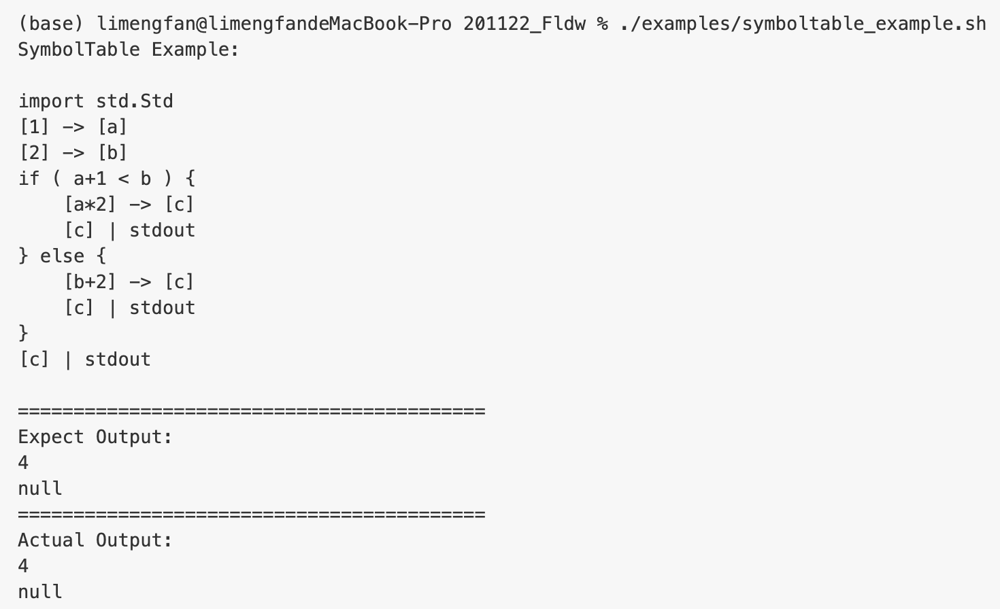 (base) limengfan@limengfandeMacBook-Pro 201122_Fldw % ./examples/symboltable_example.sh
SymbolTable Example:

import std.Std
[1] -> [a]
[2] -> [b]
if ( a+1 < b ) {
    [a*2] -> [c]
    [c] | stdout
} else {
    [b+2] -> [c]
    [c] | stdout
}
[c] | stdout

==========================================
Expect Output:
4
null
==========================================
Actual Output:
4
null